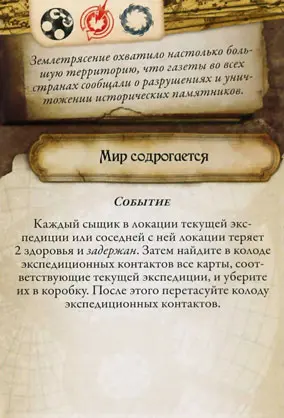 Землетрясение охватило настолько боль-
шую территорию, что газеты во всех
странах сообщали о разрушениях и унич-
тожении исторических памятников.
Мир содрогается
Событие
Каждый сыщик в локации текущей экс-
педиции или соседней с ней локации теряет
2 здоровья и задержан. Затем найдите в колоде
экспедиционных контактов все карты, соот-
ветствующие текущей экспедиции, и уберите
их в коробку. После этого перетасуйте колоду
экспедиционных контактов.